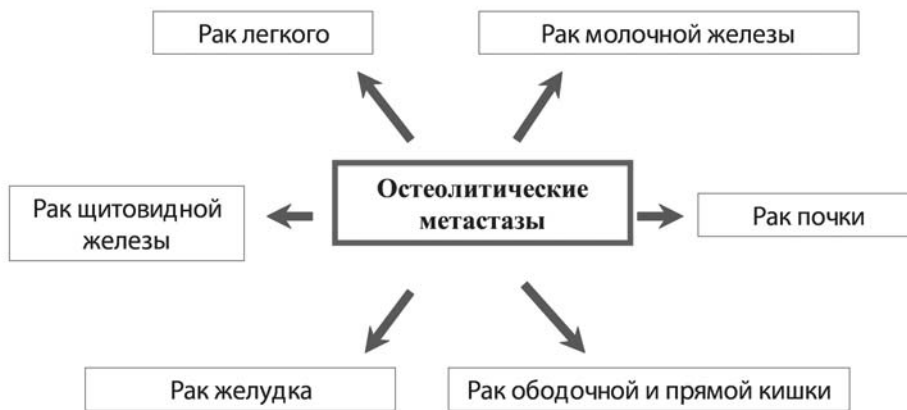 Рак легкого
Рак молочной железы
Остеолитические
метастазы
Рак щитовидной
железы
Рак почки
Рак желудка
Рак ободочной и прямой кишки